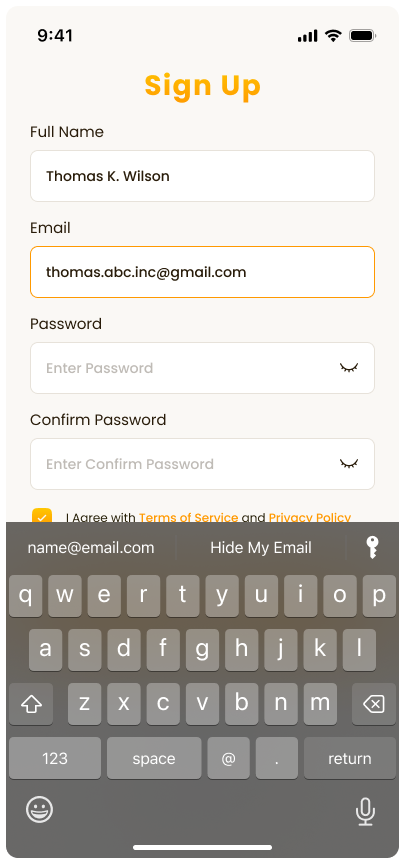 9:41
Sign Up
Full Name
Thomas K. Wilson
Email
thomas.abc.inc@gmail.com
Password
Enter Password
Confirm Password
Enter Confirm Password
I Agree with Terms of Service and Privacy Policy
name@email.com Hide My Email
q w e r t y u i o p
a s d f g h j k l
z x c v b n m
123 space @ . return